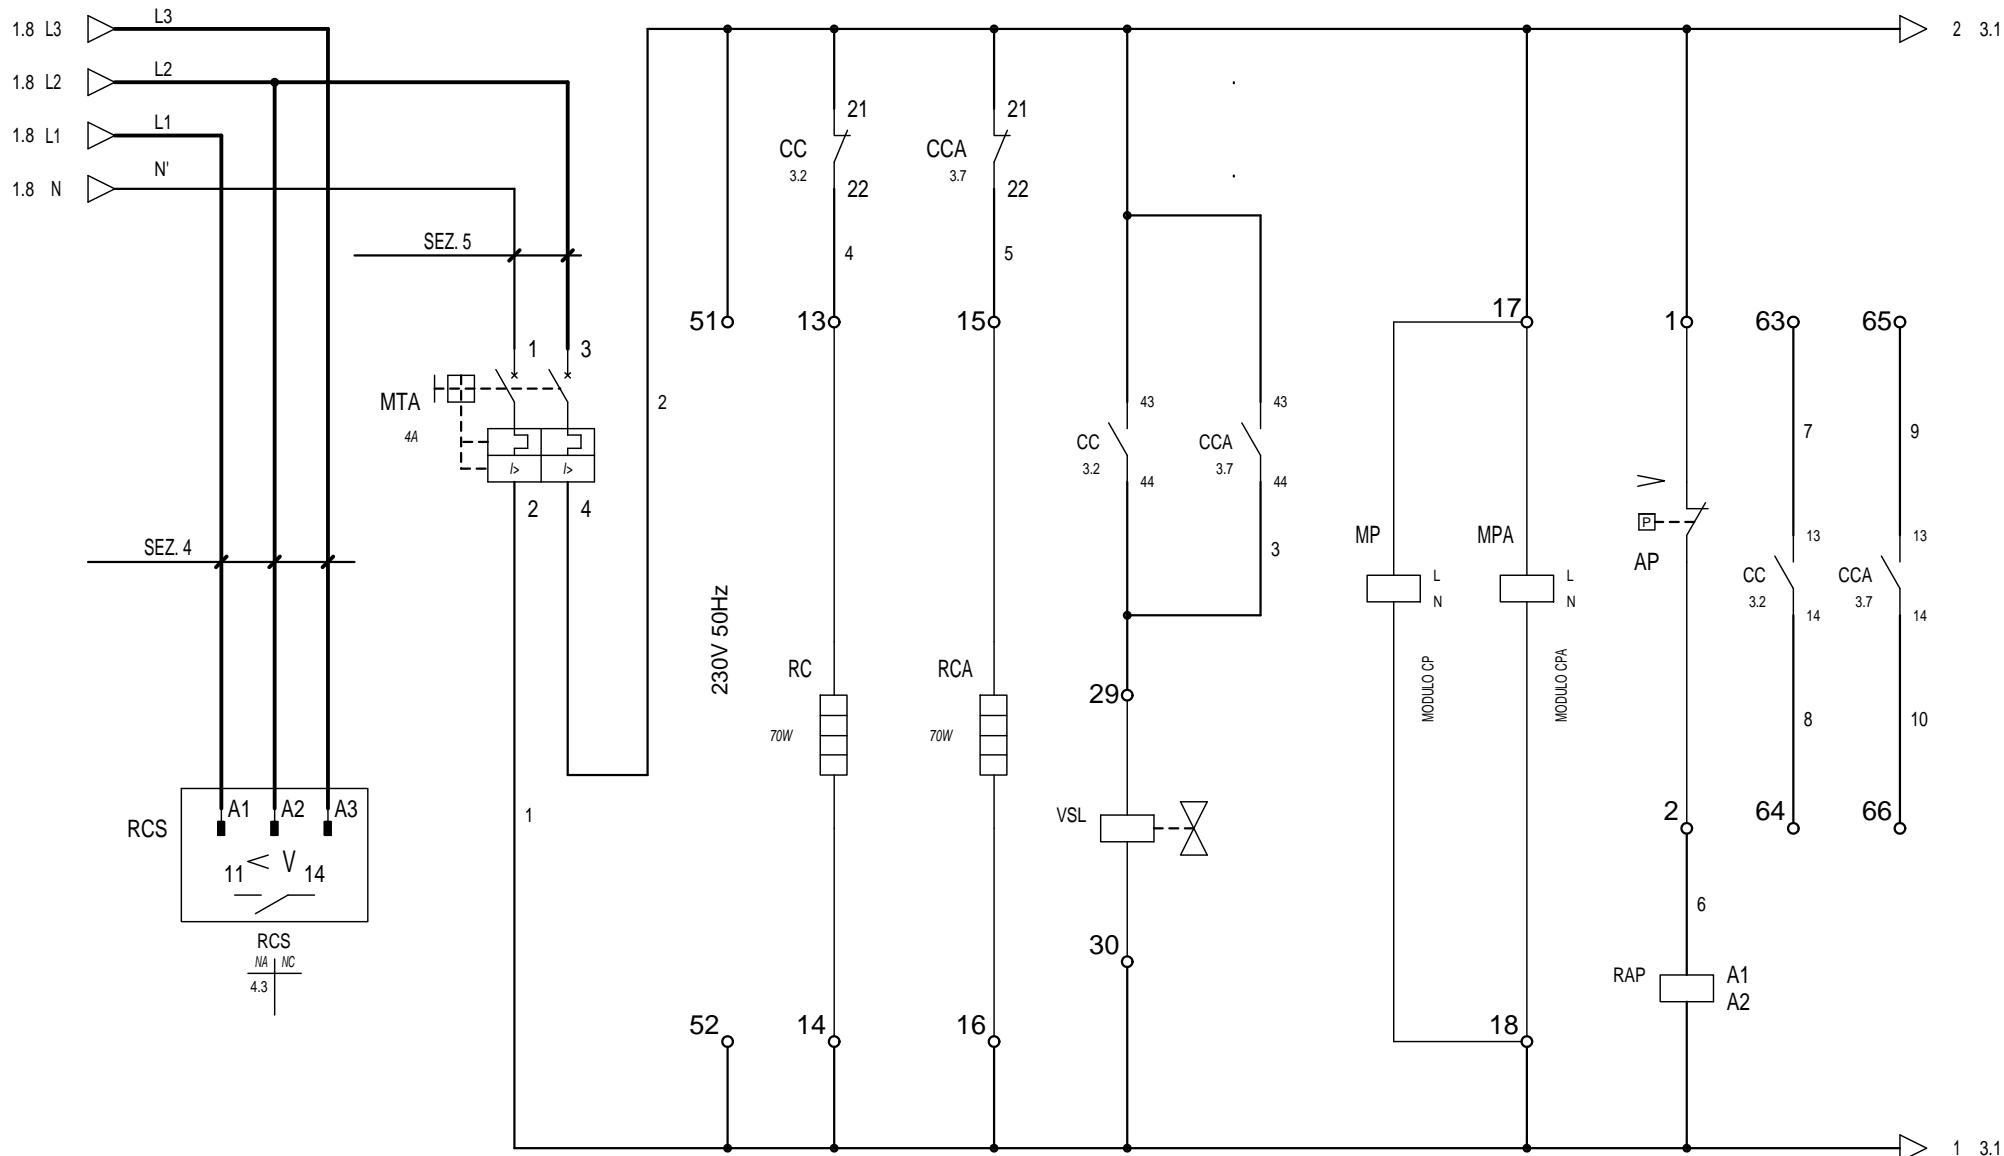 1.8 L3 L3
1.8 L2 L2
1.8 L1 L1
1.8 N N'
2 3.1
21 21
CC CCA
3.2 3.7
22 22
SEZ. 5
4 5
51 13 15 17 1 63 65
1 3
MTA
4A
2
I> I>
2 4
43 43
CC CCA
3.2 3.7
44 44
7 9
V
P
AP
13 13
CC CCA
3.2 3.7
14 14
SEZ. 4
3
MP MPA
L L
N N
MODULO CP
MODULO CPA
230V 50Hz
RC RCA
70W 70W
29
8 10
1
VSL
2 64 66
RCS
A1 A2 A3
< V
11 14
RCS
NA NC
4.3
30
6
RAP A1
A2
52 14 16 18
1 3.1